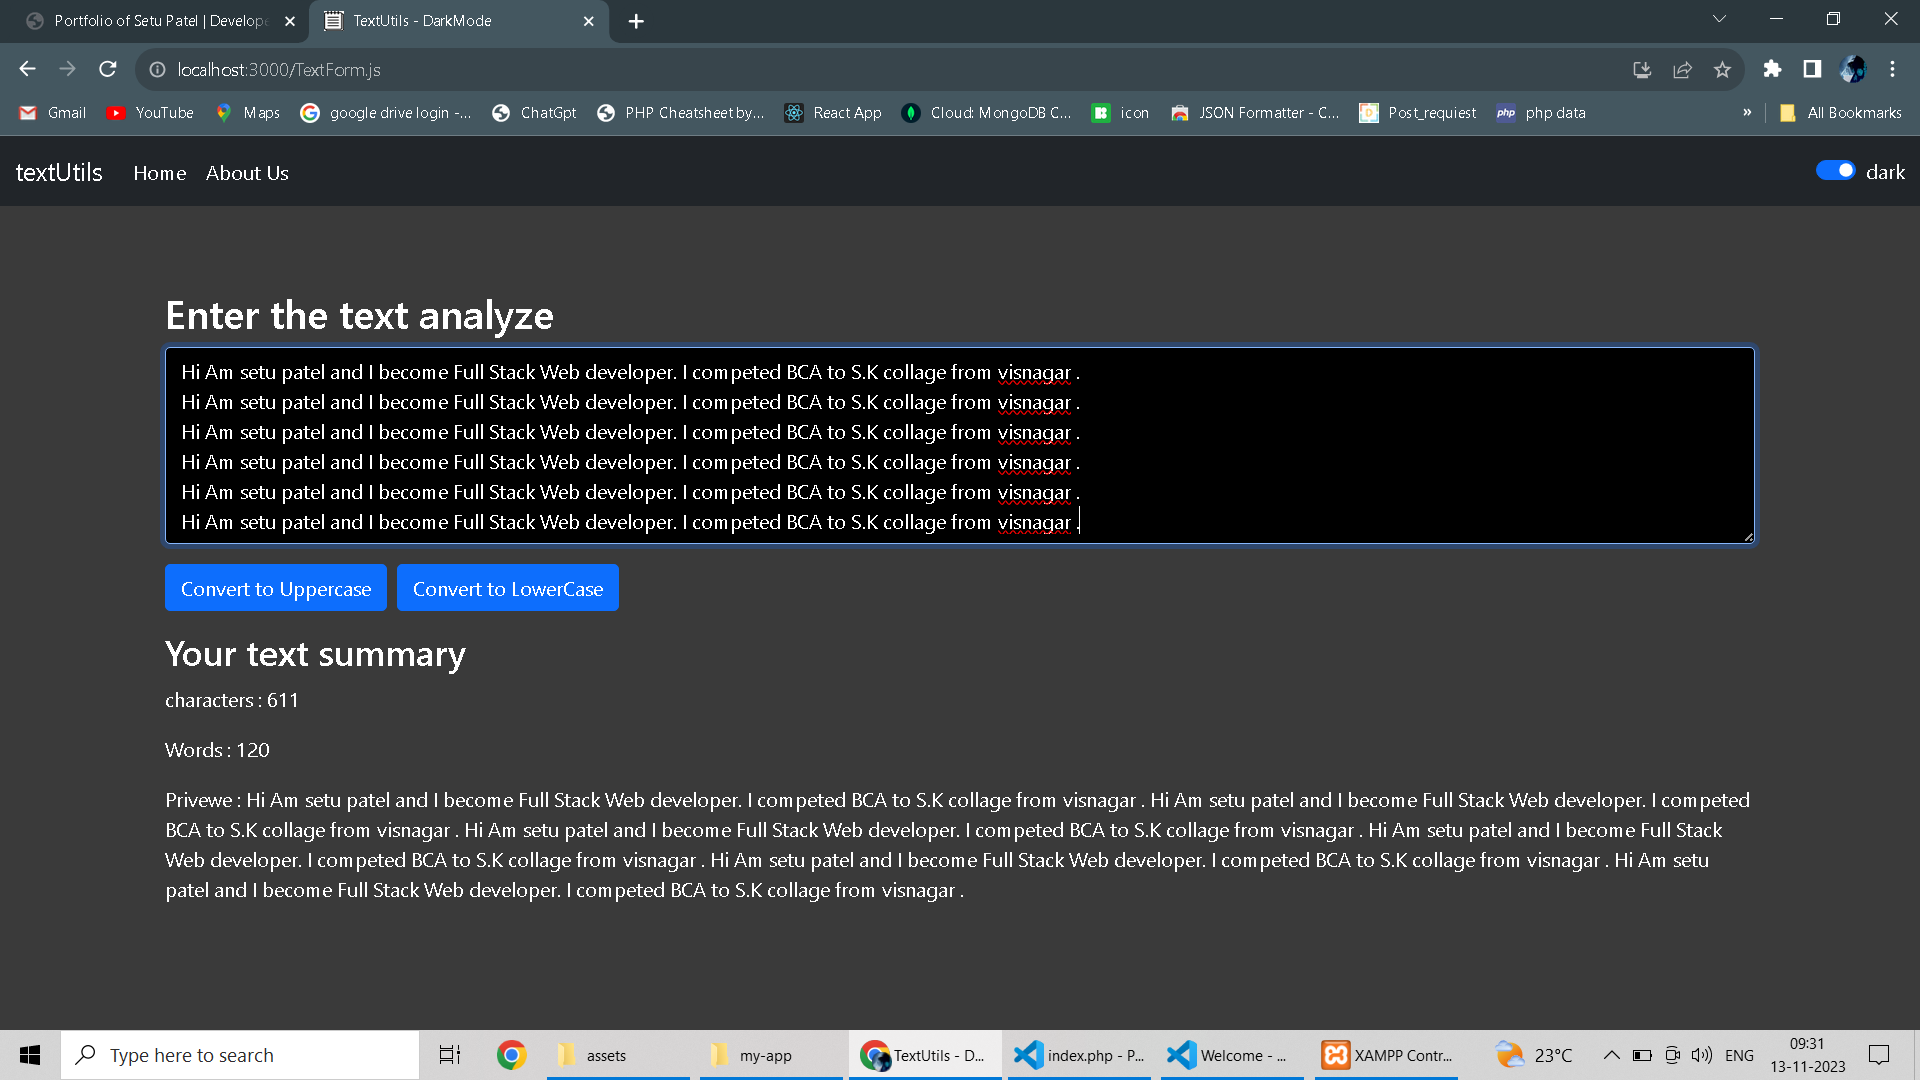 Portfolio of Setu Patel | Develope
TextUtils - DarkMode
localhost:3000/TextForm.js
Gmail YouTube Maps google drive login -... ChatGpt PHP Cheatsheet by... React App Cloud: MongoDB C... icon JSON Formatter - C... Post_requiest php php data » All Bookmarks
textUtils Home About Us dark
Enter the text analyze
Hi Am setu patel and I become Full Stack Web developer. I competed BCA to S.K collage from visnagar .
Hi Am setu patel and I become Full Stack Web developer. I competed BCA to S.K collage from visnagar .
Hi Am setu patel and I become Full Stack Web developer. I competed BCA to S.K collage from visnagar .
Hi Am setu patel and I become Full Stack Web developer. I competed BCA to S.K collage from visnagar .
Hi Am setu patel and I become Full Stack Web developer. I competed BCA to S.K collage from visnagar .
Hi Am setu patel and I become Full Stack Web developer. I competed BCA to S.K collage from visnagar .
Convert to Uppercase Convert to LowerCase
Your text summary
characters : 611
Words : 120
Privewe : Hi Am setu patel and I become Full Stack Web developer. I competed BCA to S.K collage from visnagar . Hi Am setu patel and I become Full Stack Web developer. I competed
BCA to S.K collage from visnagar . Hi Am setu patel and I become Full Stack Web developer. I competed BCA to S.K collage from visnagar . Hi Am setu patel and I become Full Stack
Web developer. I competed BCA to S.K collage from visnagar . Hi Am setu patel and I become Full Stack Web developer. I competed BCA to S.K collage from visnagar . Hi Am setu
patel and I become Full Stack Web developer. I competed BCA to S.K collage from visnagar .
Type here to search assets my-app TextUtils - D... index.php - P... Welcome - ... XAMPP Contr... 23°C ENG
09:31
13-11-2023